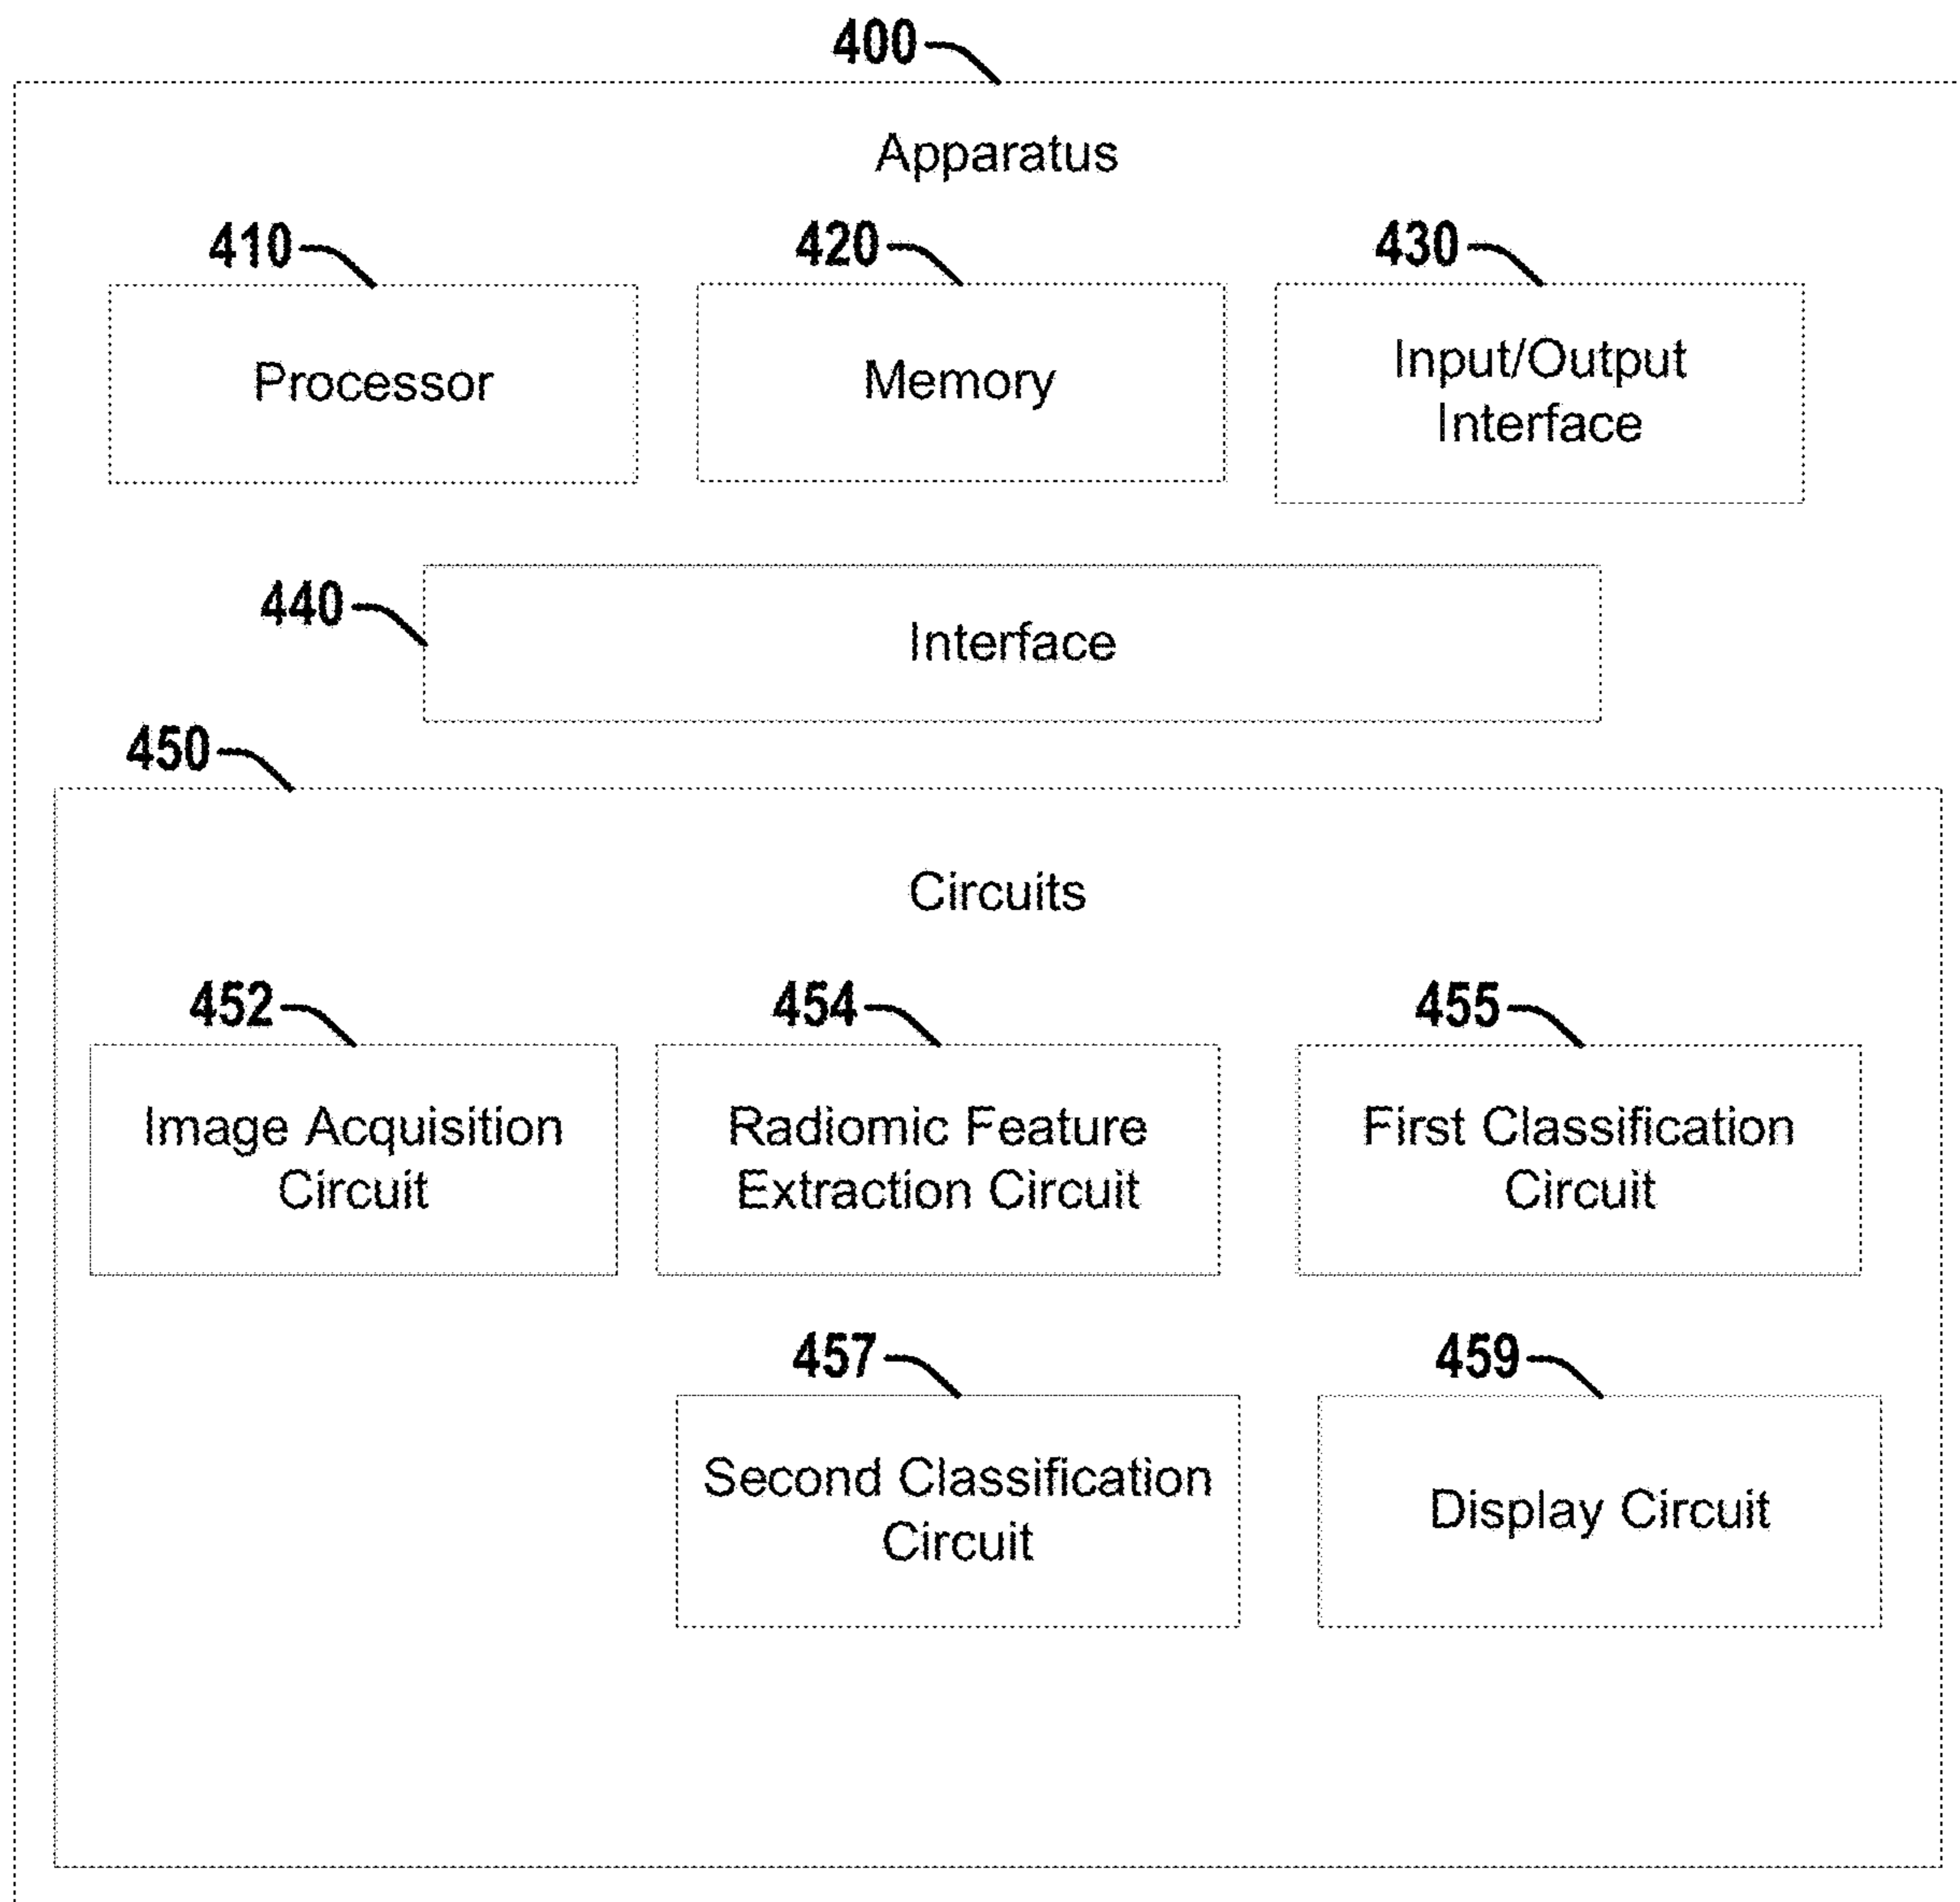 400
Apparatus
410
420
430
Processor
Memory
Input/Output
Interface
440
Interface
450
Circuits
452
454
455
Image Acquisition
Circuit
Radiomic Feature
Extraction Circuit
First Classification
Circuit
457
459
Second Classification
Circuit
Display Circuit